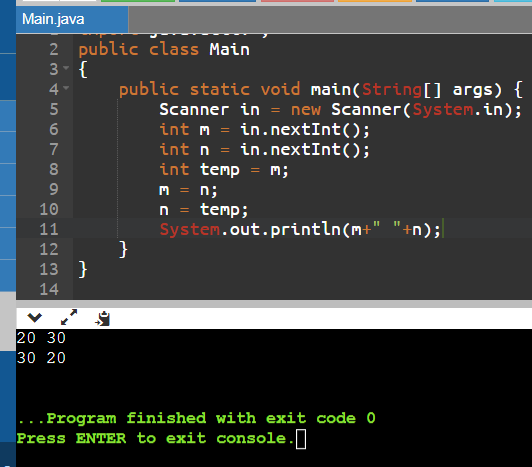 Main.java
2 public class Main
3 {
4 public static void main(String[] args) {
5 Scanner in = new Scanner(System.in);
6 int m = in.nextInt();
7 int n = in.nextInt();
8 int temp = m;
9 m = n;
10 n = temp;
11 System.out.println(m+" "+n);
12 }
13 }
14
20 30
30 20
...Program finished with exit code 0
Press ENTER to exit console.